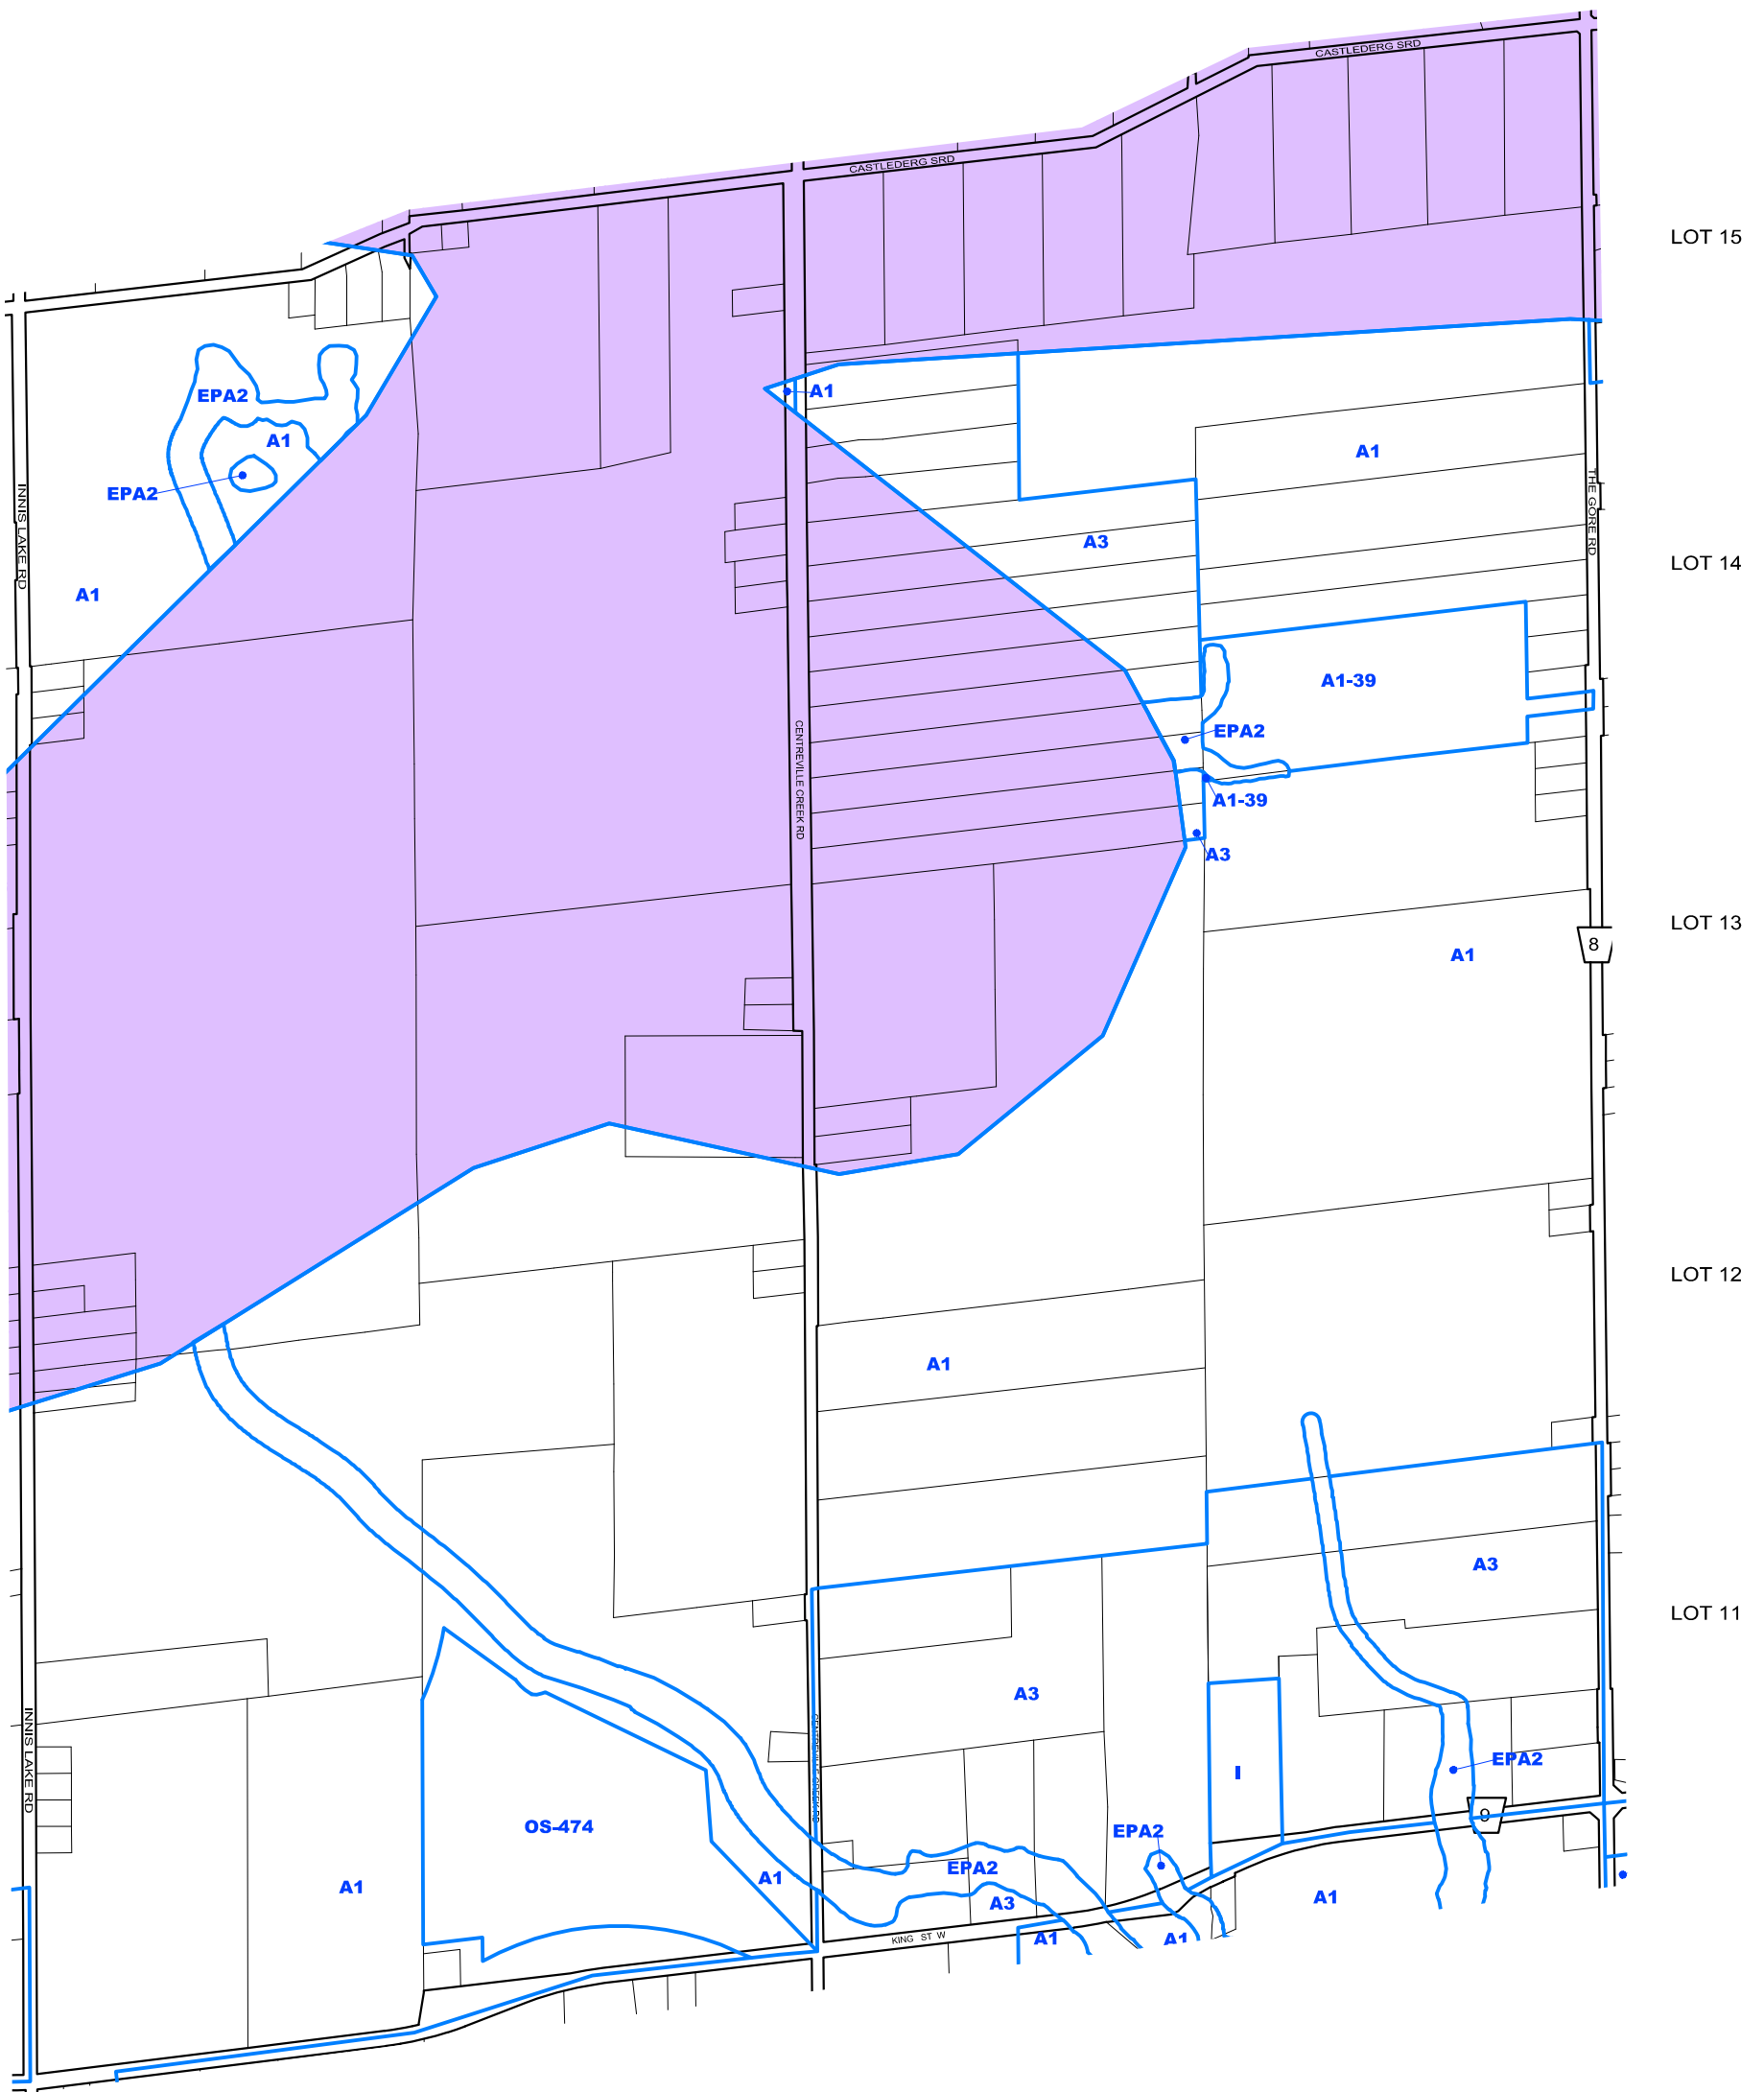 CASTLEDERG SRD
CASTLEDERG SRD
LOT 15
EPA2
A1
A1
A1
EPA2
INNIS LAKE RD
THE GORE RD
A3
LOT 14
A1
A1-39
EPA2
CENTREVILLE CREEK RD
A1-39
A3
LOT 13
8
A1
LOT 12
A1
A3
LOT 11
A3
INNIS LAKE RD
CENTREVILLE CREEK RD
EPA2
I
9
OS-474
EPA2
EPA2
A1
A1
A3
A1
KING ST W
A1
A1